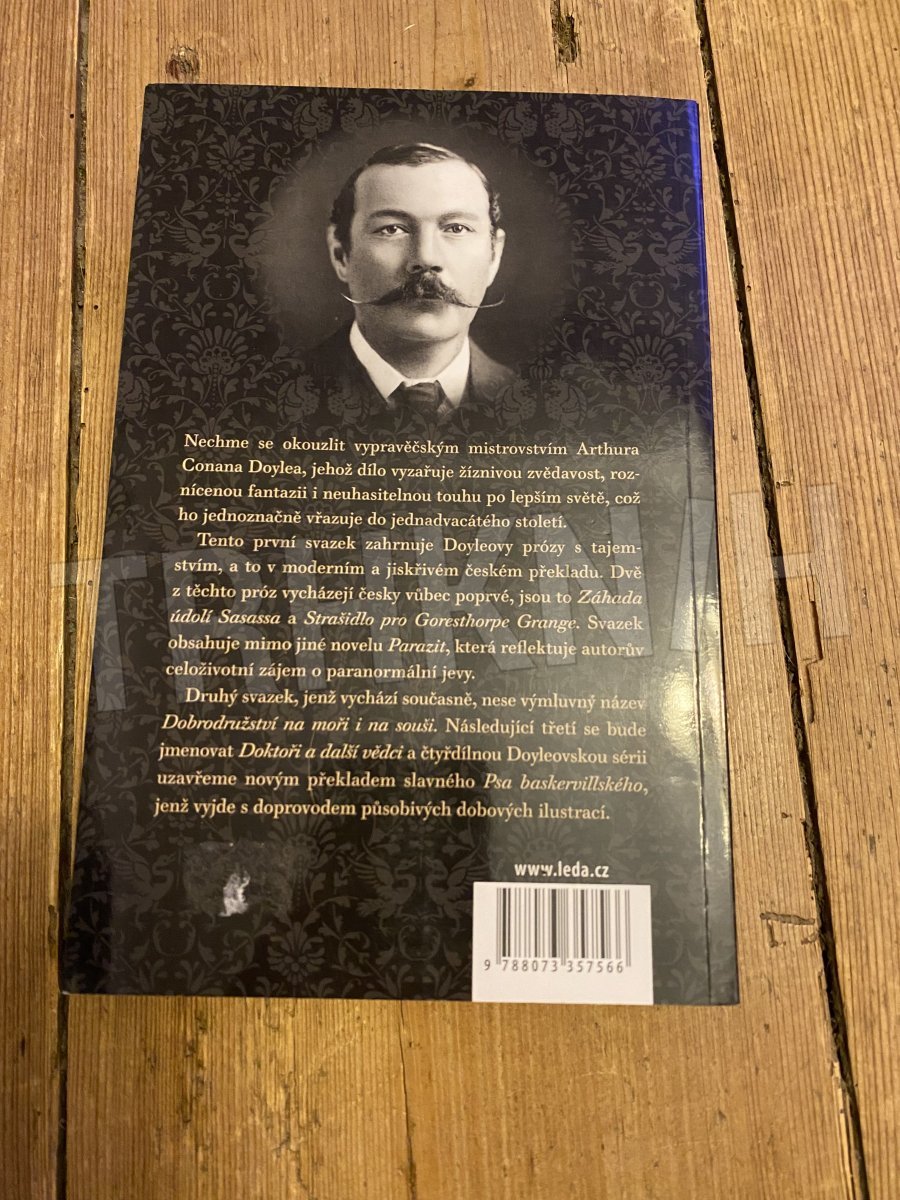 Nechme se okouzlit vypravěčským mistrovstvím Arthura
Conana Doylea, jehož dílo vyzařuje žíznivou zvědavost, roz-
nícenou fantazii i neuhasitelnou touhu po lepším světě, což
ho jednoznačně vřazuje do jednadvacátého století.
Tento první svazek zahrnuje Doyleovy prózy s tajem-
stvím, a to v moderním a jiskřivém českém překladu. Dvě
z těchto próz vycházejí česky vůbec poprvé, jsou to Záhada
údolí Sasassa a Strašidlo pro Goresthorpe Grange. Svazek
obsahuje mimo jiné novelu Parazit, která reflektuje autorův
celoživotní zájem o paranormální jevy.
Druhý svazek, jenž vychází současně, nese výmluvný název
Dobrodružství na moři i na souši. Následující třetí se bude
jmenovat Doktoři a další vědci a čtyřdílnou Doyleovskou sérii
uzavřeme novým překladem slavného Psa baskervillského,
jenž vyjde s doprovodem působivých dobových ilustrací.
www.leda.cz
9 788073 357566